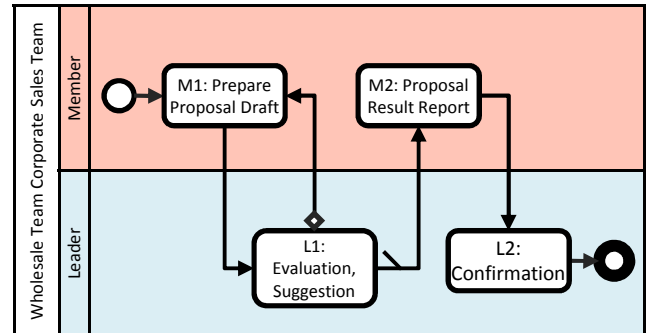 Wholesale Team Corporate Sales Team
Member
Leader
M1: Prepare
Proposal Draft
M2: Proposal
Result Report
L1:
Evaluation,
Suggestion
L2:
Confirmation